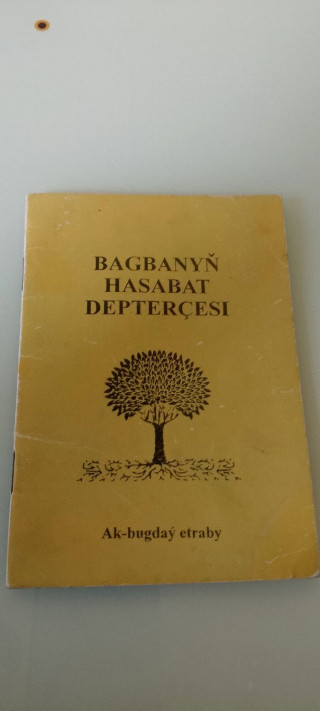 BAGBANYŇ
HASABAT
DEPTERÇESI
Ak-bugdaý etraby